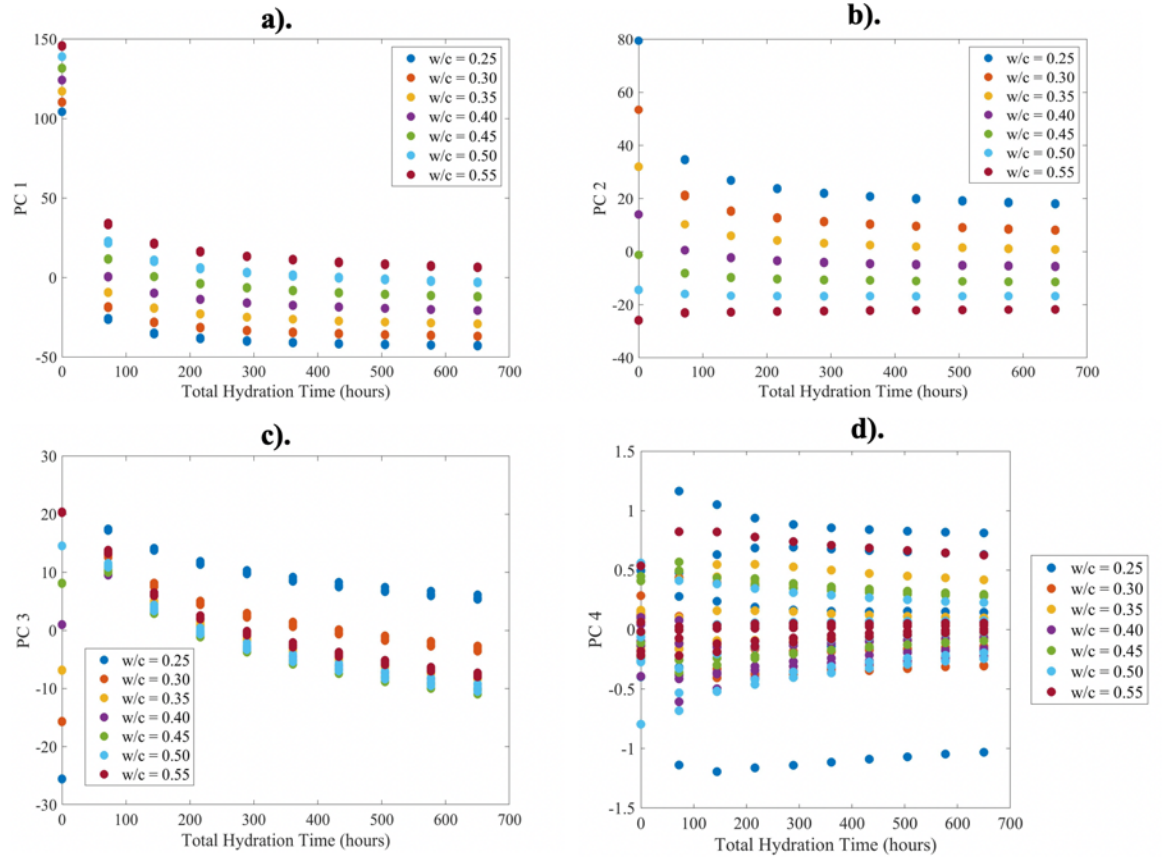 a).
150
100
50
0
-50
PC 1
0 100 200 300 400 500 600 700
Total Hydration Time (hours)
w/c = 0.25
w/c = 0.30
w/c = 0.35
w/c = 0.40
w/c = 0.45
w/c = 0.50
w/c = 0.55
b).
80
60
40
20
0
-20
-40
PC 2
0 100 200 300 400 500 600 700
Total Hydration Time (hours)
w/c = 0.25
w/c = 0.30
w/c = 0.35
w/c = 0.40
w/c = 0.45
w/c = 0.50
w/c = 0.55
c).
30
20
10
0
-10
-20
-30
PC 3
0 100 200 300 400 500 600 700
Total Hydration Time (hours)
w/c = 0.25
w/c = 0.30
w/c = 0.35
w/c = 0.40
w/c = 0.45
w/c = 0.50
w/c = 0.55
d).
1.5
1
0.5
0
-0.5
-1
-1.5
PC 4
0 100 200 300 400 500 600 700
Total Hydration Time (hours)
w/c = 0.25
w/c = 0.30
w/c = 0.35
w/c = 0.40
w/c = 0.45
w/c = 0.50
w/c = 0.55